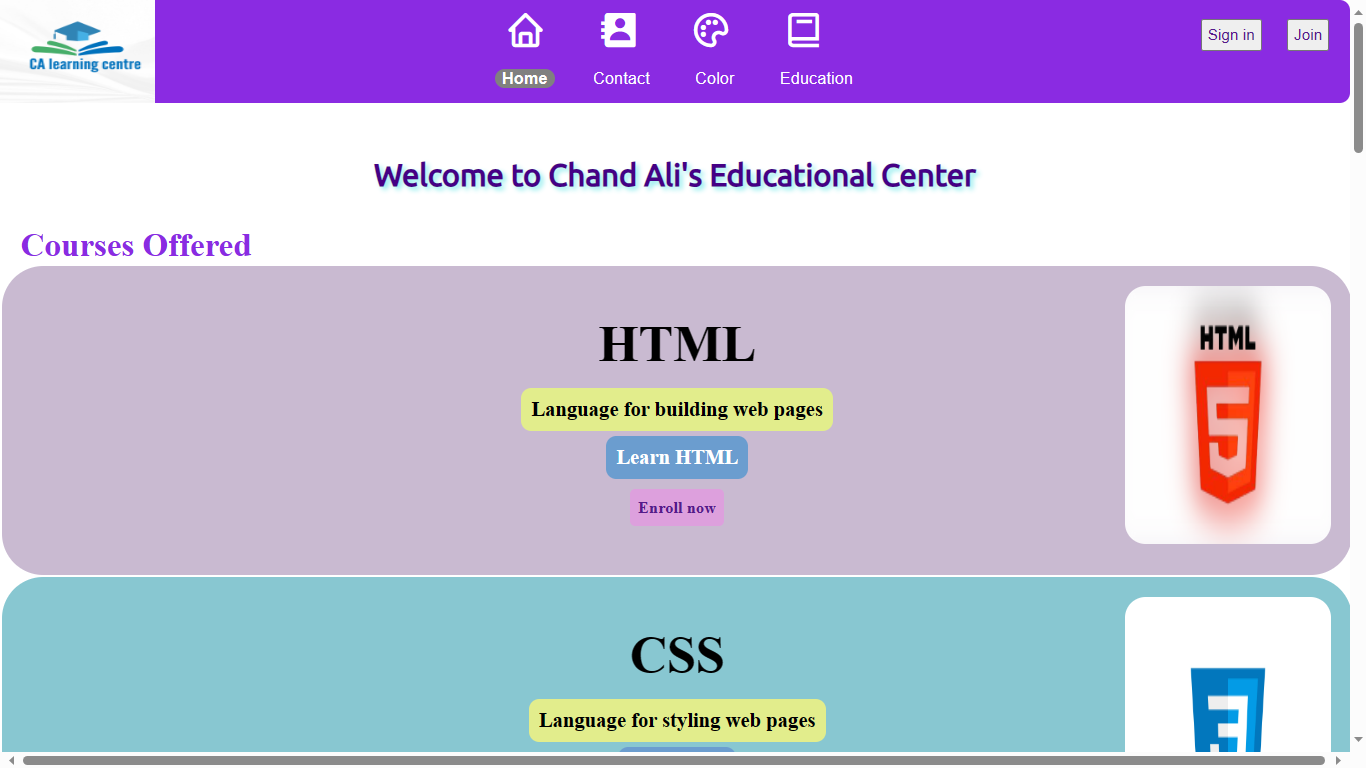 CA learning centre
Home
Contact
Color
Education
Sign in
Join
Welcome to Chand Ali's Educational Center
Courses Offered
HTML
Language for building web pages
Learn HTML
Enroll now
HTML
5
CSS
Language for styling web pages
3